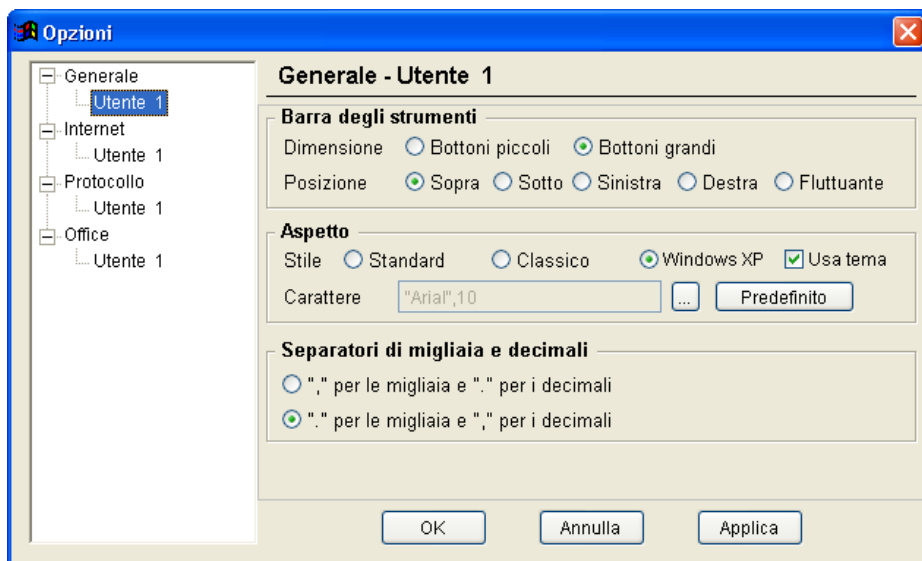 Opzioni
Generale
Utente 1
Internet
Utente 1
Protocollo
Utente 1
Office
Utente 1
Generale - Utente 1
Barra degli strumenti
Dimensione Bottoni piccoli Bottoni grandi
Posizione Sopra Sotto Sinistra Destra Fluttuante
Aspetto
Stile Standard Classico Windows XP Usa tema
Carattere "Arial",10 ... Predefinito
Separatori di migliaia e decimali
"," per le migliaia e "." per i decimali
"." per le migliaia e "," per i decimali
OK Annulla Applica